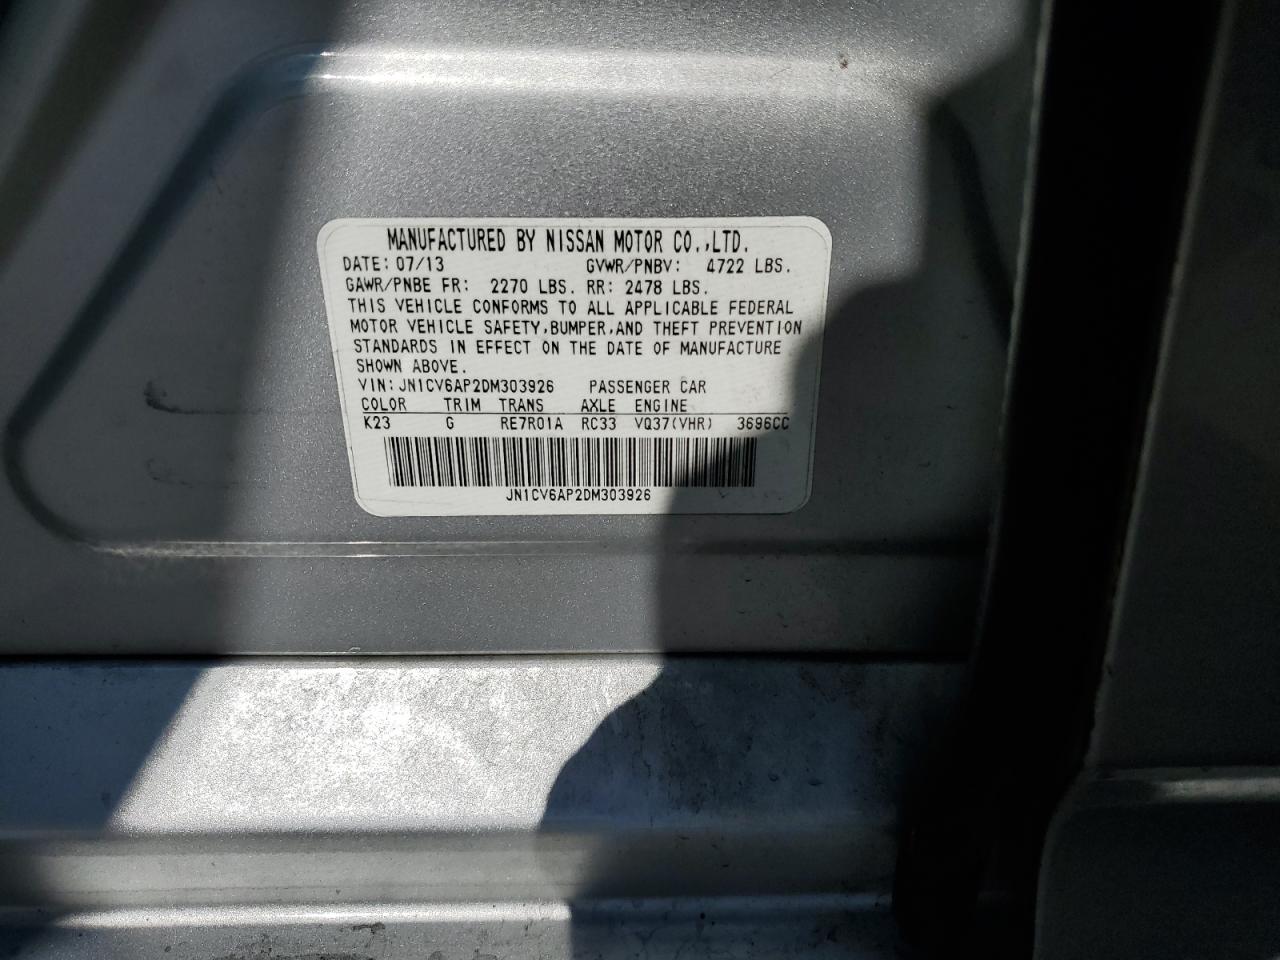 MANUFACTURED BY NISSAN MOTOR CO.,LTD.
DATE: 07/13 GVWR/PNBV: 4722 LBS.
GAWR/PNBE FR: 2270 LBS. RR: 2478 LBS.
THIS VEHICLE CONFORMS TO ALL APPLICABLE FEDERAL
MOTOR VEHICLE SAFETY,BUMPER,AND THEFT PREVENTION
STANDARDS IN EFFECT ON THE DATE OF MANUFACTURE
SHOWN ABOVE.
VIN: JN1CV6AP2DM303926 PASSENGER CAR
COLOR TRIM TRANS AXLE ENGINE
K23 G RE7R01A RC33 VQ37(VHR) 3696CC
JN1CV6AP2DM303926